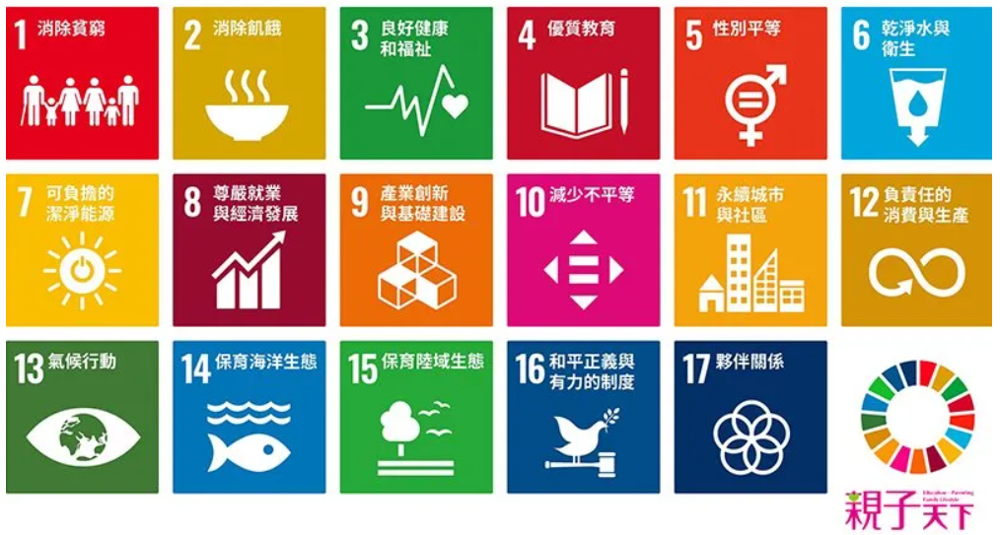 1 消除貧窮
2 消除飢餓
3 良好健康
和福祉
4 優質教育
5 性別平等
6 乾淨水與
衛生
7 可負擔的
潔淨能源
8 尊嚴就業
與經濟發展
9 產業創新
與基礎建設
10 減少不平等
11 永續城市
與社區
12 負責任的
消費與生產
13 氣候行動
14 保育海洋生態
15 保育陸域生態
16 和平正義與
有力的制度
17 夥伴關係
親子天下
Education · Parenting
Family Lifestyle